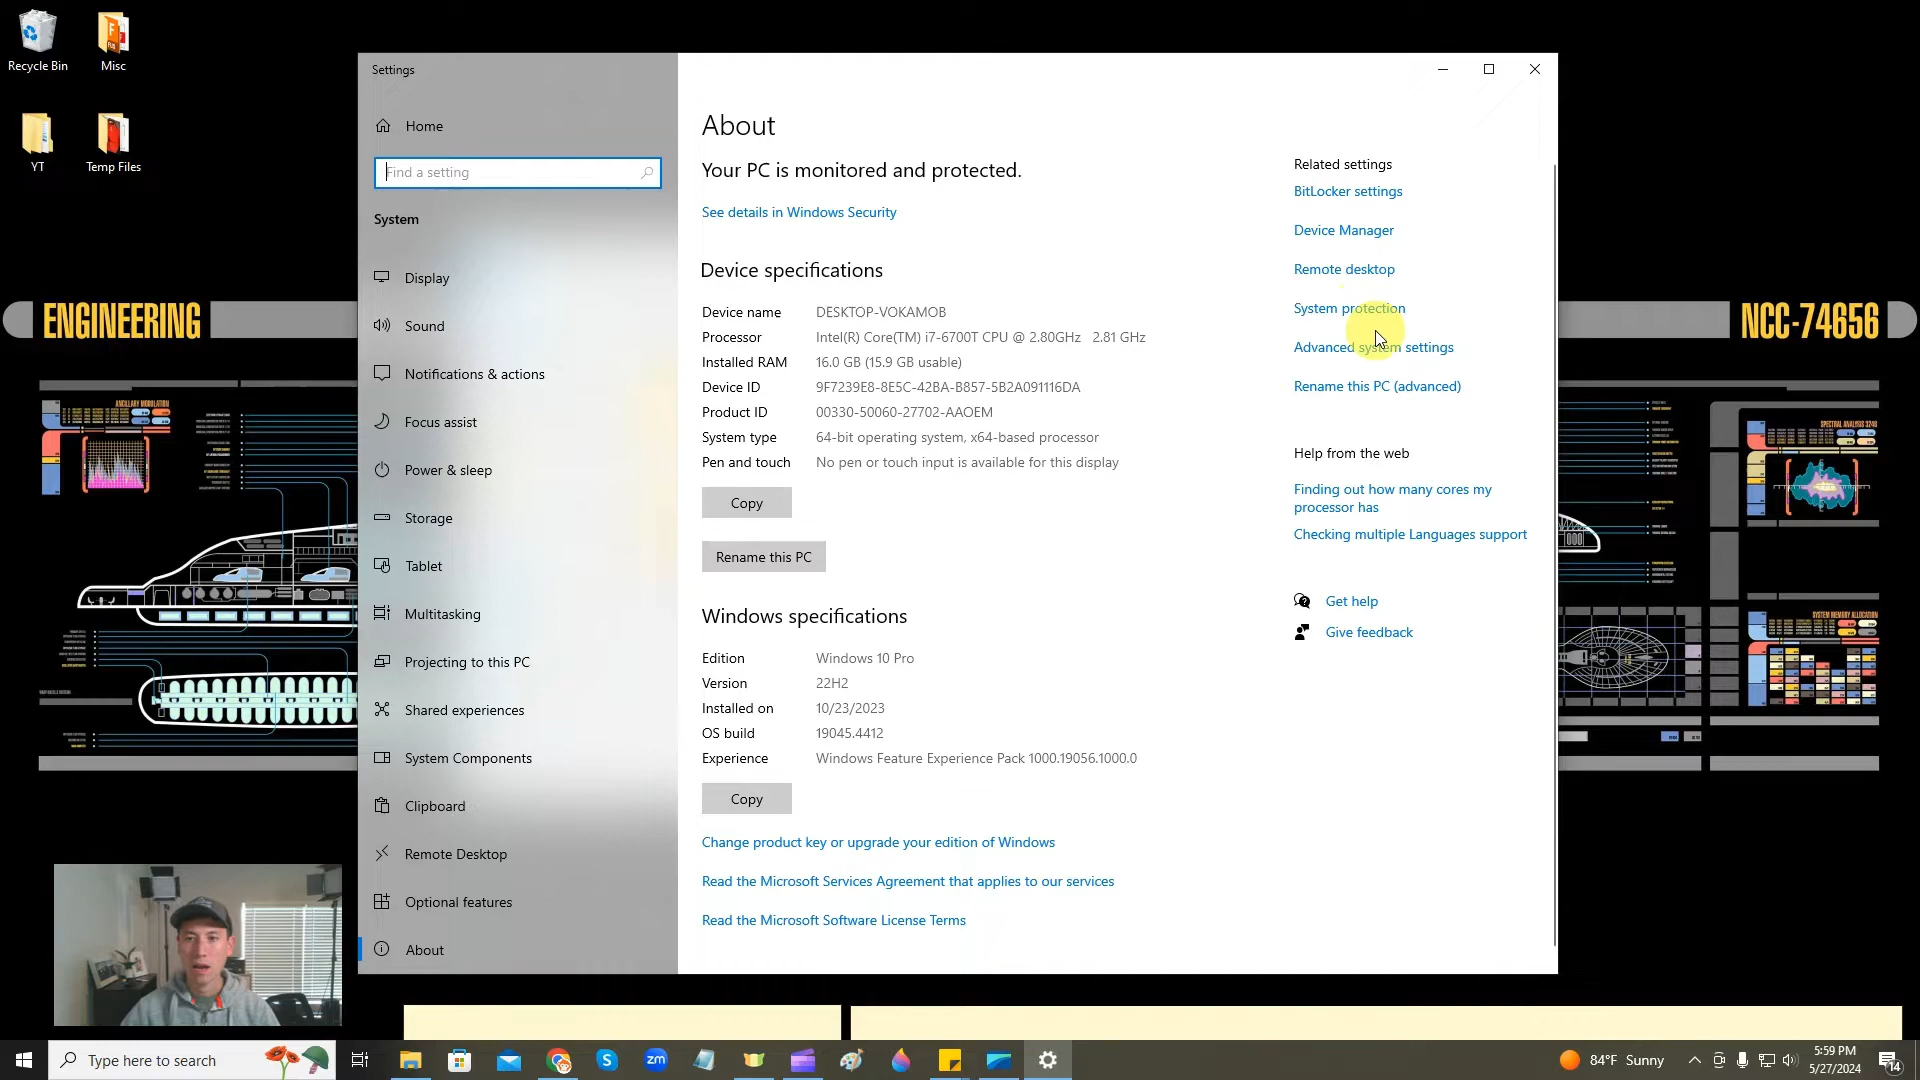 Recycle Bin
Misc
YT
Temp Files
ENGINEERING
NCC-74656
ANCILLARY MODULATION
SPECTRAL ANALYSIS 3246
SYSTEM MEMORY ALLOCATION
Settings
Home
Find a setting
System
Display
Sound
Notifications & actions
Focus assist
Power & sleep
Storage
Tablet
Multitasking
Projecting to this PC
Shared experiences
System Components
Clipboard
Remote Desktop
Optional features
About
About
Your PC is monitored and protected.
See details in Windows Security
Device specifications
Device name DESKTOP-VOKAMOB
Processor Intel(R) Core(TM) i7-6700T CPU @ 2.80GHz 2.81 GHz
Installed RAM 16.0 GB (15.9 GB usable)
Device ID 9F7239E8-8E5C-42BA-B857-5B2A091116DA
Product ID 00330-50060-27702-AAOEM
System type 64-bit operating system, x64-based processor
Pen and touch No pen or touch input is available for this display
Copy
Rename this PC
Windows specifications
Edition Windows 10 Pro
Version 22H2
Installed on 10/23/2023
OS build 19045.4412
Experience Windows Feature Experience Pack 1000.19056.1000.0
Copy
Change product key or upgrade your edition of Windows
Read the Microsoft Services Agreement that applies to our services
Read the Microsoft Software License Terms
Related settings
BitLocker settings
Device Manager
Remote desktop
System protection
Advanced system settings
Rename this PC (advanced)
Help from the web
Finding out how many cores my
processor has
Checking multiple Languages support
Get help
Give feedback
Type here to search
zm
84°F Sunny
5:59 PM
5/27/2024
14